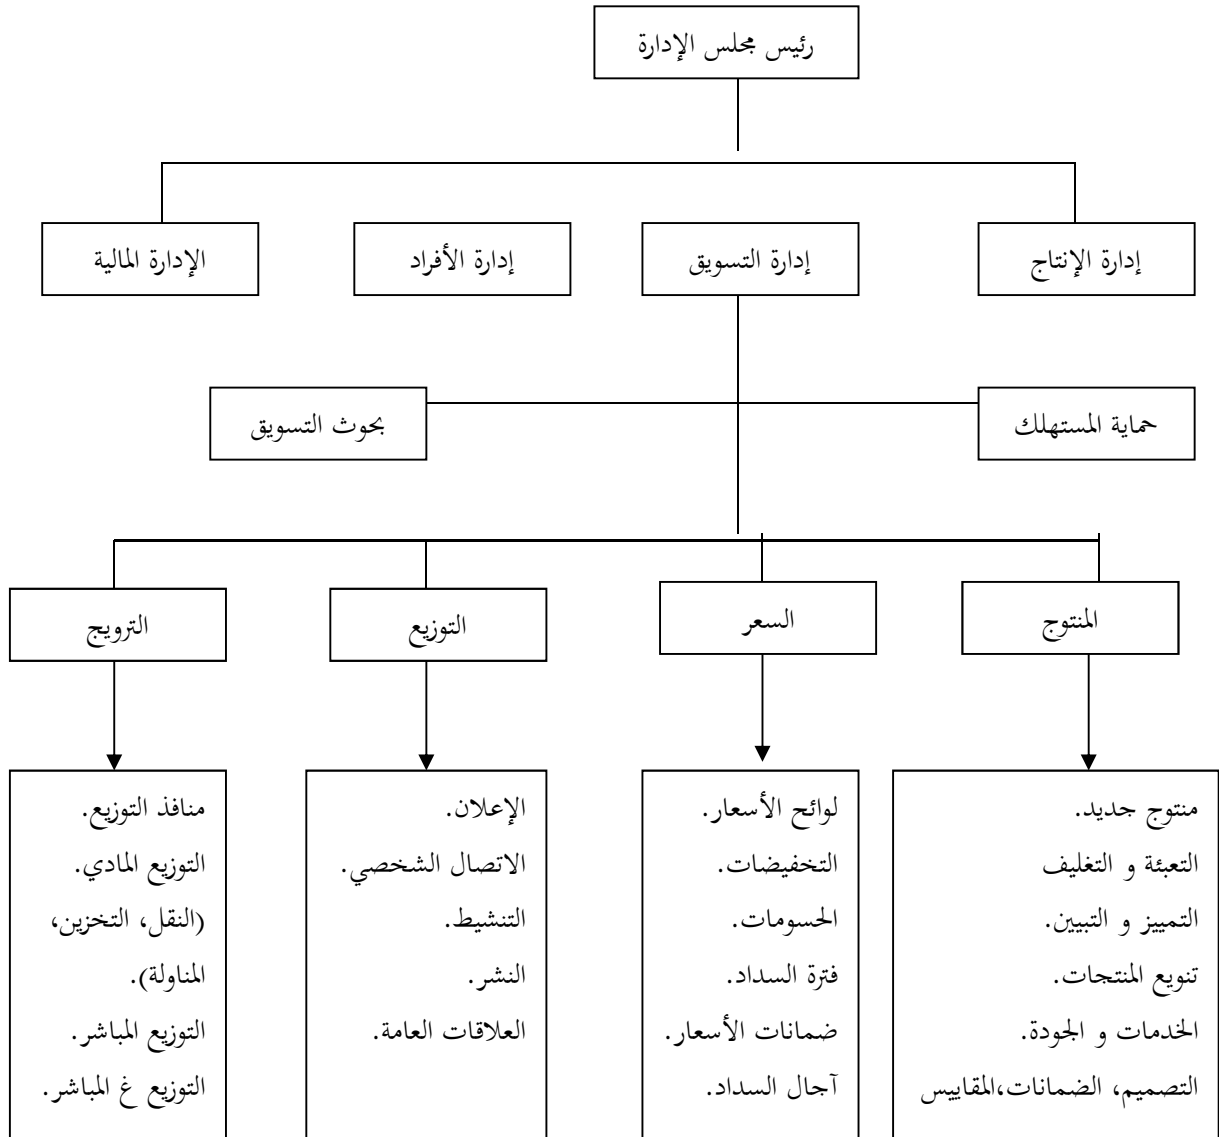 رئيس مجلس الإدارة
إدارة الإنتاج
إدارة التسويق
إدارة الأفراد
الإدارة المالية
حماية المستهلك
بحوث التسويق
المنتوج
السعر
التوزيع
الترويج
منتوج جديد.
التعبئة و التغليف
التمييز و التبيين.
تنويع المنتجات.
الخدمات و الجودة.
التصميم، الضمانات،المقاييس
لوائح الأسعار.
التخفيضات.
الحسومات.
فترة السداد.
ضمانات الأسعار.
آجال السداد.
الإعلان.
الاتصال الشخصي.
التنشيط.
النشر.
العلاقات العامة.
منافذ التوزيع.
التوزيع المادي.
(النقل، التخزين،
المناولة).
التوزيع المباشر.
التوزيع غ المباشر.